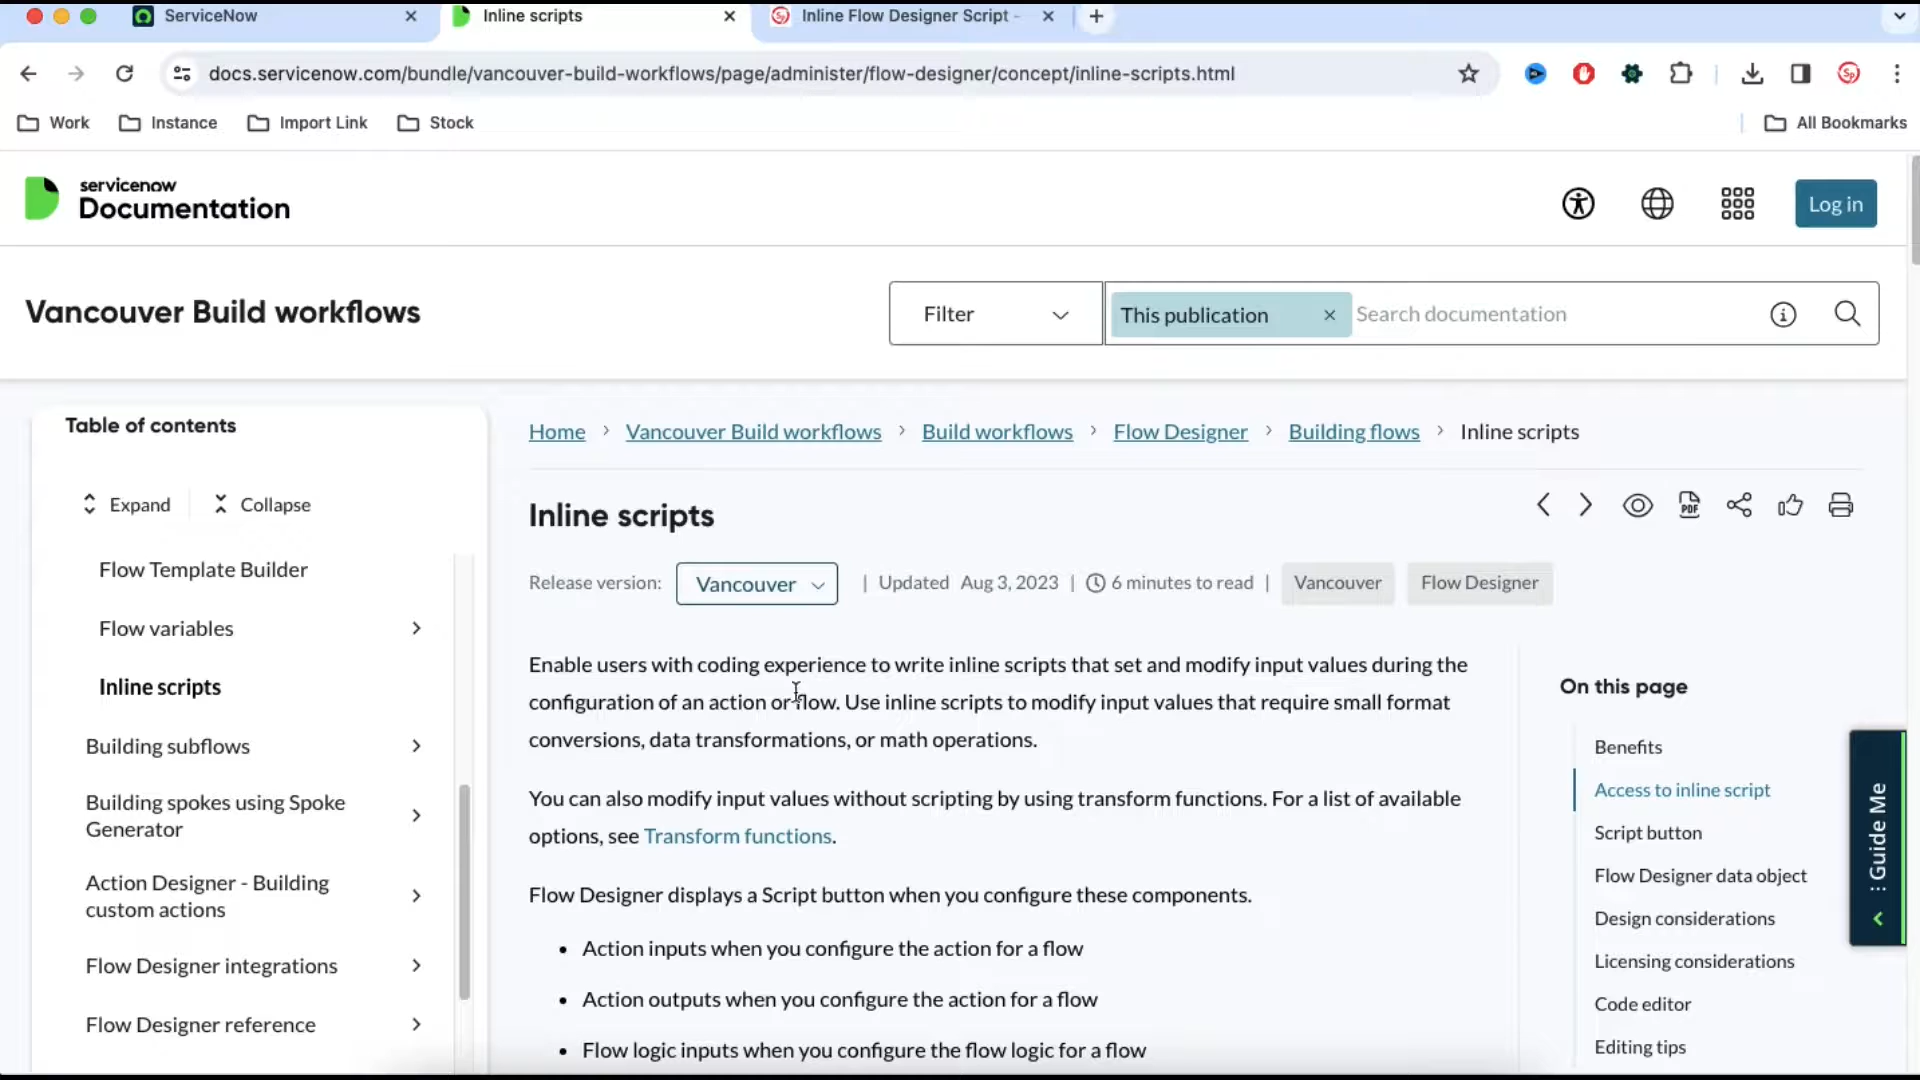 ServiceNow
Inline scripts
Inline Flow Designer Script -
docs.servicenow.com/bundle/vancouver-build-workflows/page/administer/flow-designer/concept/inline-scripts.html
Work
Instance
Import Link
Stock
All Bookmarks
servicenow
Documentation
Log in
Vancouver Build workflows
Filter
This publication
Search documentation
Table of contents
Expand
Collapse
Flow Template Builder
Flow variables
Inline scripts
Building subflows
Building spokes using Spoke
Generator
Action Designer - Building
custom actions
Flow Designer integrations
Flow Designer reference
Home > Vancouver Build workflows > Build workflows > Flow Designer > Building flows > Inline scripts
Inline scripts
PDF
Release version: Vancouver | Updated Aug 3, 2023 | 6 minutes to read | Vancouver Flow Designer
Enable users with coding experience to write inline scripts that set and modify input values during the
configuration of an action or flow. Use inline scripts to modify input values that require small format
conversions, data transformations, or math operations.
You can also modify input values without scripting by using transform functions. For a list of available
options, see Transform functions.
Flow Designer displays a Script button when you configure these components.
• Action inputs when you configure the action for a flow
• Action outputs when you configure the action for a flow
• Flow logic inputs when you configure the flow logic for a flow
On this page
Benefits
Access to inline script
Script button
Flow Designer data object
Design considerations
Licensing considerations
Code editor
Editing tips
Guide Me